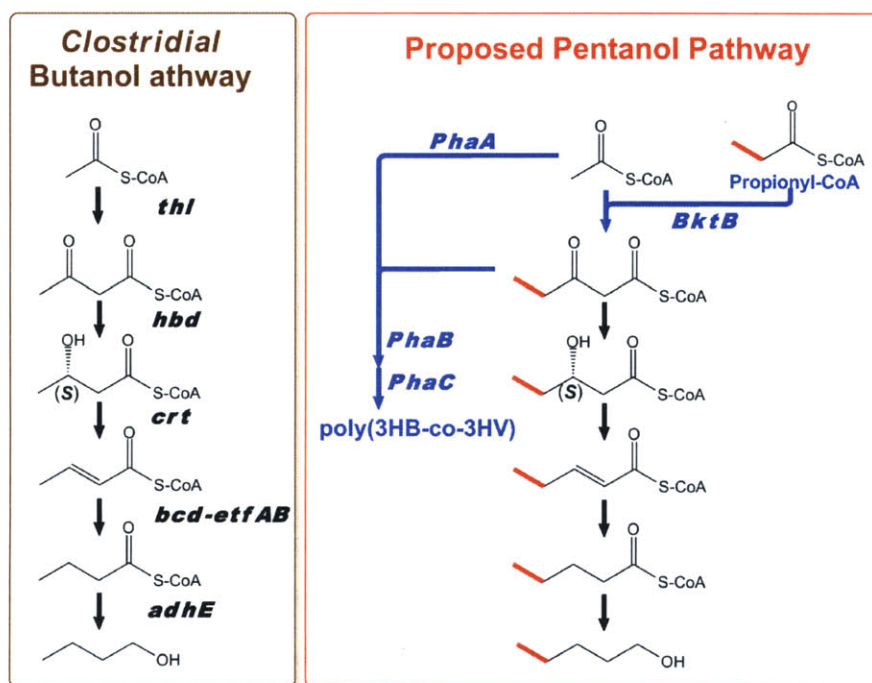 Clostridial
Butanol athway
O
S-CoA
thl
O O
S-CoA
hbd
OH O
(S)
S-CoA
crt
O
S-CoA
bcd-etfAB
O
S-CoA
adhE
OH
Proposed Pentanol Pathway
PhaA
O
S-CoA
O
S-CoA
Propionyl-CoA
BktB
O O
S-CoA
PhaB
PhaC
poly(3HB-co-3HV)
OH O
(S)
S-CoA
O
S-CoA
O
S-CoA
OH